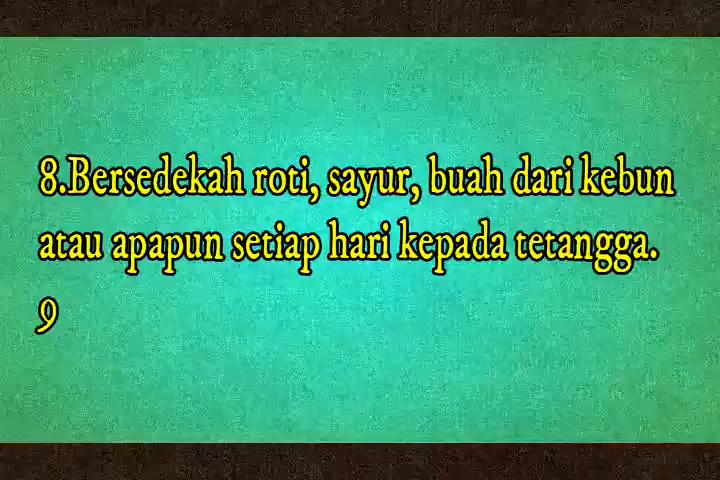 8.Bersedekah roti, sayur, buah dari kebun
atau apapun setiap hari kepada tetangga.
9